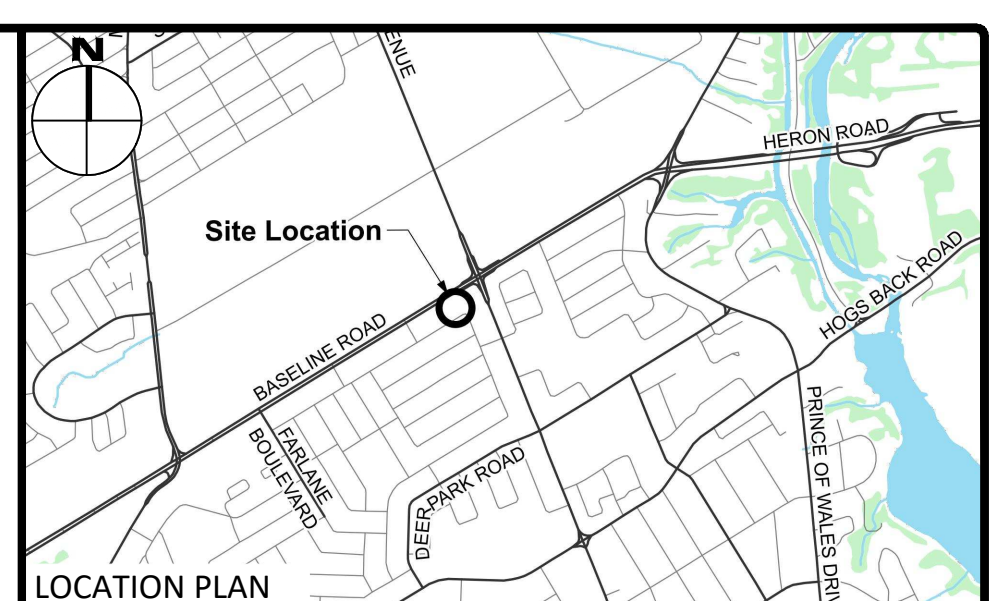 N
ENUE
HERON ROAD
Site Location
HOGS BACK ROAD
BASELINE ROAD
FARLANE
BOULEVARD
PRINCE OF WALES DRIV
DEER PARK ROAD
LOCATION PLAN